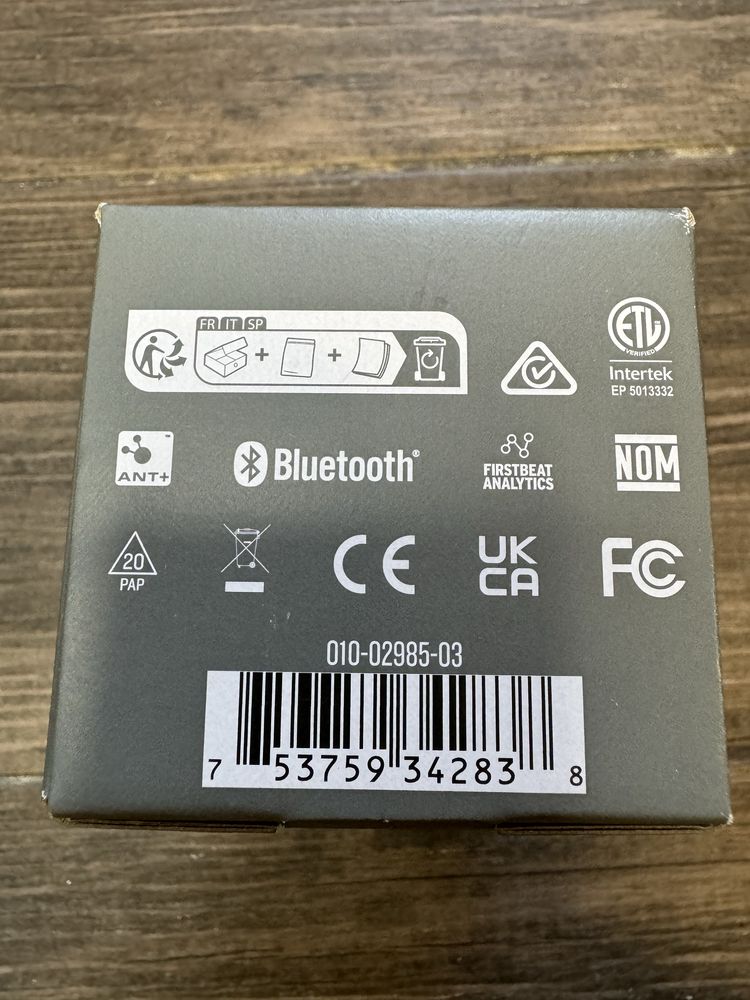 FR IT SP
ETL
VERIFIED
Intertek
EP 5013332
ANT+
Bluetooth®
FIRSTBEAT
ANALYTICS
NOM
20
PAP
CE
UK
CA
FC
010-02985-03
7 53759 34283 8